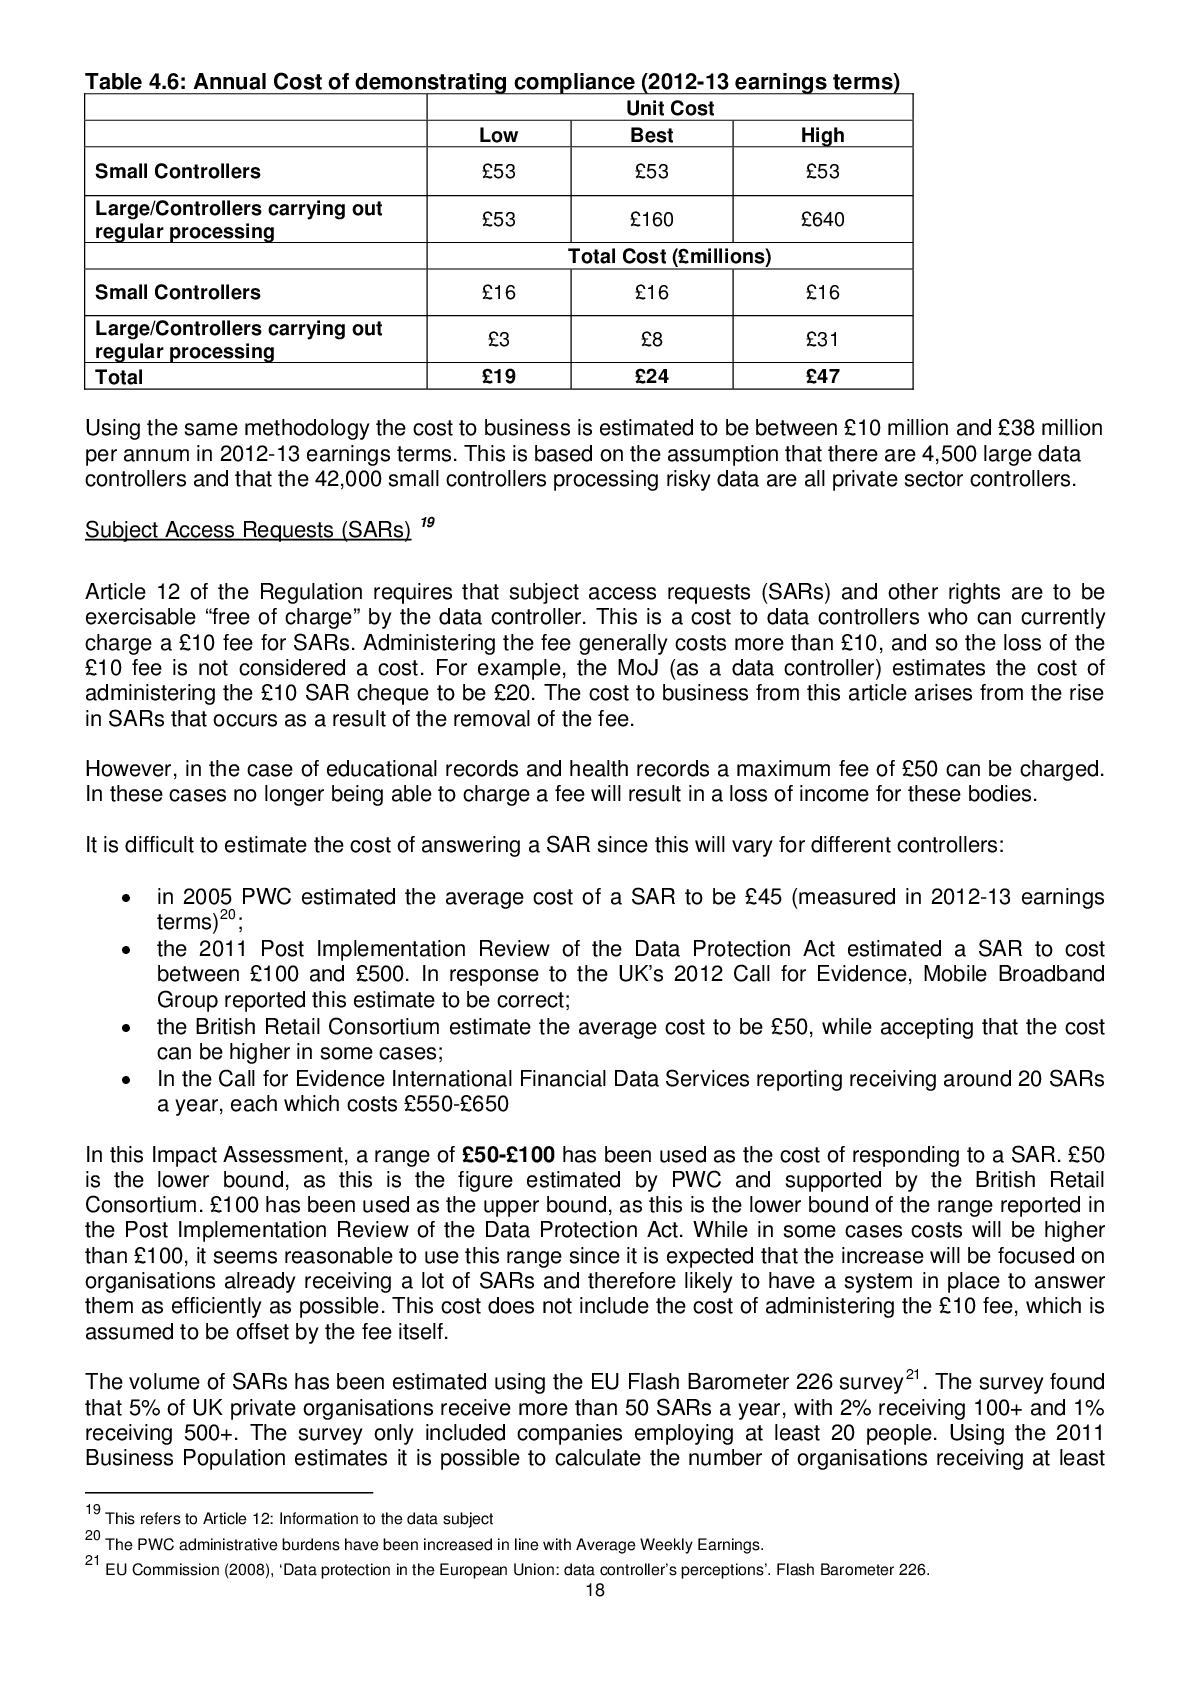 Table 4.6: Annual Cost of demonstrating compliance (2012-13 earnings terms)
Unit Cost
Low Best High
Small Controllers £53 £53 £53
Large/Controllers carrying out
regular processing £53 £160 £640
Total Cost (£millions)
Small Controllers £16 £16 £16
Large/Controllers carrying out
regular processing £3 £8 £31
Total £19 £24 £47
Using the same methodology the cost to business is estimated to be between £10 million and £38 million
per annum in 2012-13 earnings terms. This is based on the assumption that there are 4,500 large data
controllers and that the 42,000 small controllers processing risky data are all private sector controllers.
Subject Access Requests (SARs) 19
Article 12 of the Regulation requires that subject access requests (SARs) and other rights are to be
exercisable “free of charge” by the data controller. This is a cost to data controllers who can currently
charge a £10 fee for SARs. Administering the fee generally costs more than £10, and so the loss of the
£10 fee is not considered a cost. For example, the MoJ (as a data controller) estimates the cost of
administering the £10 SAR cheque to be £20. The cost to business from this article arises from the rise
in SARs that occurs as a result of the removal of the fee.
However, in the case of educational records and health records a maximum fee of £50 can be charged.
In these cases no longer being able to charge a fee will result in a loss of income for these bodies.
It is difficult to estimate the cost of answering a SAR since this will vary for different controllers:
• in 2005 PWC estimated the average cost of a SAR to be £45 (measured in 2012-13 earnings
terms)20;
• the 2011 Post Implementation Review of the Data Protection Act estimated a SAR to cost
between £100 and £500. In response to the UK’s 2012 Call for Evidence, Mobile Broadband
Group reported this estimate to be correct;
• the British Retail Consortium estimate the average cost to be £50, while accepting that the cost
can be higher in some cases;
• In the Call for Evidence International Financial Data Services reporting receiving around 20 SARs
a year, each which costs £550-£650
In this Impact Assessment, a range of £50-£100 has been used as the cost of responding to a SAR. £50
is the lower bound, as this is the figure estimated by PWC and supported by the British Retail
Consortium. £100 has been used as the upper bound, as this is the lower bound of the range reported in
the Post Implementation Review of the Data Protection Act. While in some cases costs will be higher
than £100, it seems reasonable to use this range since it is expected that the increase will be focused on
organisations already receiving a lot of SARs and therefore likely to have a system in place to answer
them as efficiently as possible. This cost does not include the cost of administering the £10 fee, which is
assumed to be offset by the fee itself.
The volume of SARs has been estimated using the EU Flash Barometer 226 survey21. The survey found
that 5% of UK private organisations receive more than 50 SARs a year, with 2% receiving 100+ and 1%
receiving 500+. The survey only included companies employing at least 20 people. Using the 2011
Business Population estimates it is possible to calculate the number of organisations receiving at least
19 This refers to Article 12: Information to the data subject
20 The PWC administrative burdens have been increased in line with Average Weekly Earnings.
21 EU Commission (2008), ‘Data protection in the European Union: data controller’s perceptions’. Flash Barometer 226.
18